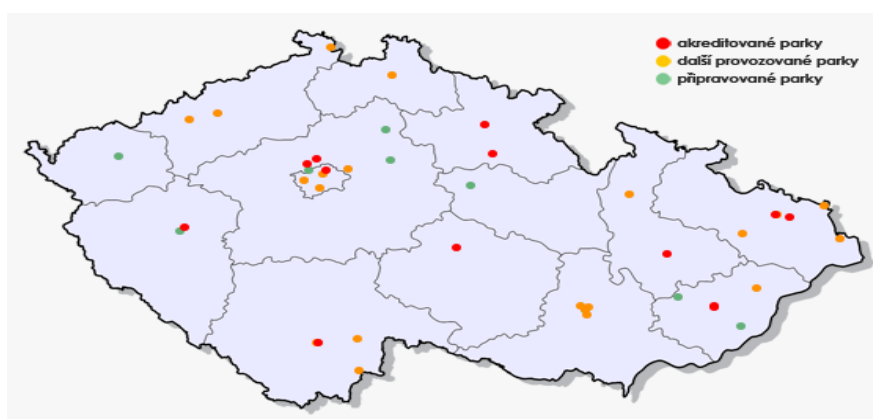 akreditované parky
další provozované parky
připravované parky